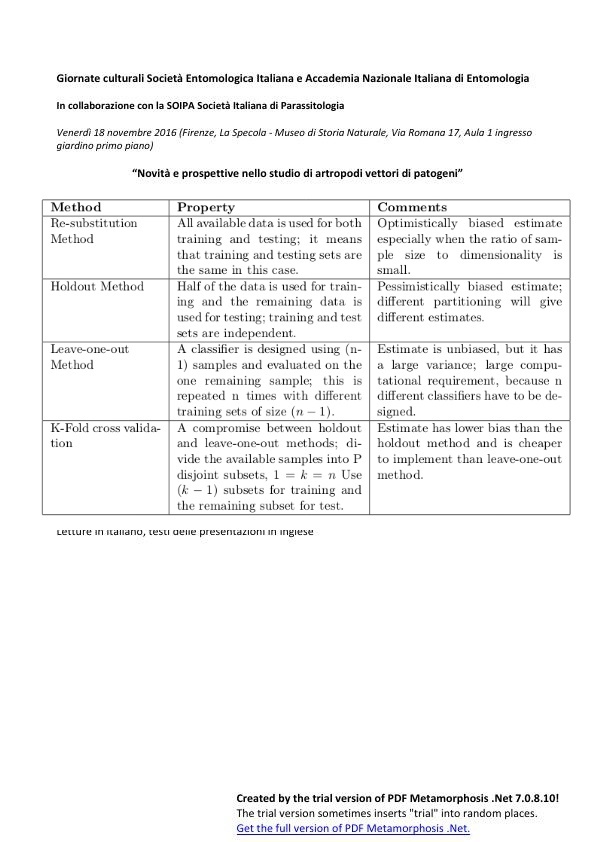 Giornate culturali Società Entomologica Italiana e Accademia Nazionale Italiana di Entomologia
In collaborazione con la SOIPA Società Italiana di Parassitologia
Venerdì 18 novembre 2016 (Firenze, La Specola - Museo di Storia Naturale, Via Romana 17, Aula 1 ingresso
giardino primo piano)
“Novità e prospettive nello studio di artropodi vettori di patogeni”
Method
Property
Comments
Re-substitution
Method
All available data is used for both
training and testing; it means
that training and testing sets are
the same in this case.
Optimistically biased estimate
especially when the ratio of sam-
ple size to dimensionality is
small.
Holdout Method
Half of the data is used for train-
ing and the remaining data is
used for testing; training and test
sets are independent.
Pessimistically biased estimate;
different partitioning will give
different estimates.
Leave-one-out
Method
A classifier is designed using (n-
1) samples and evaluated on the
one remaining sample; this is
repeated n times with different
training sets of size (n − 1).
Estimate is unbiased, but it has
a large variance; large compu-
tational requirement, because n
different classifiers have to be de-
signed.
K-Fold cross valida-
tion
A compromise between holdout
and leave-one-out methods; di-
vide the available samples into P
disjoint subsets, 1 = k = n Use
(k − 1) subsets for training and
the remaining subset for test.
Estimate has lower bias than the
holdout method and is cheaper
to implement than leave-one-out
method.
Letture in italiano, testi delle presentazioni in inglese
Created by the trial version of PDF Metamorphosis .Net 7.0.8.10!
The trial version sometimes inserts "trial" into random places.
Get the full version of PDF Metamorphosis .Net.